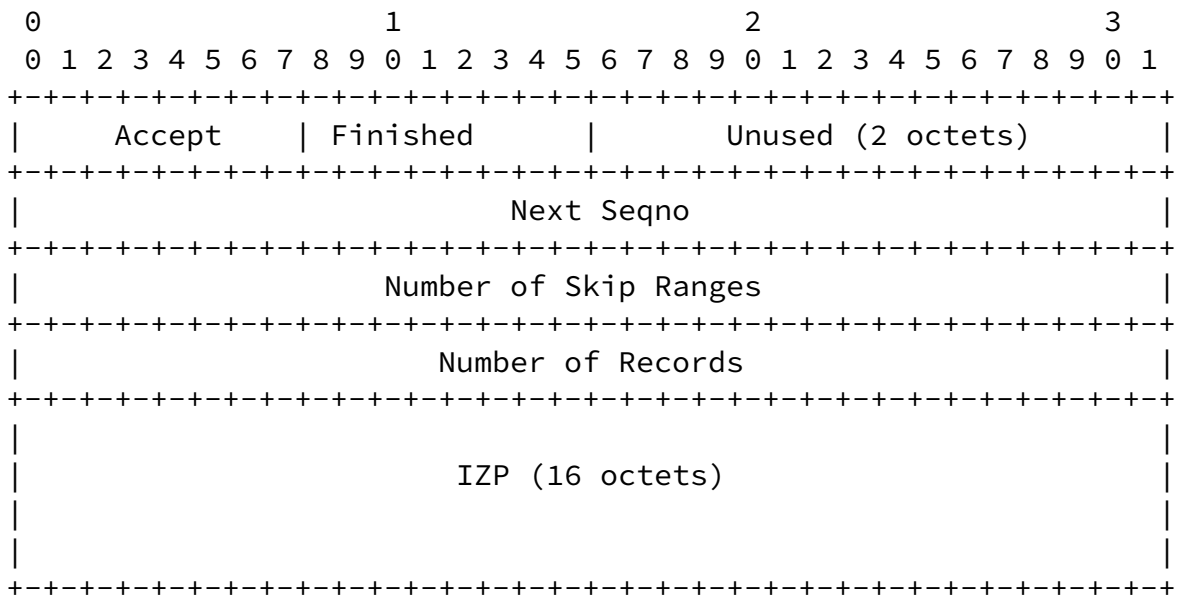 0                   1                   2                   3
 0 1 2 3 4 5 6 7 8 9 0 1 2 3 4 5 6 7 8 9 0 1 2 3 4 5 6 7 8 9 0 1
+-+-+-+-+-+-+-+-+-+-+-+-+-+-+-+-+-+-+-+-+-+-+-+-+-+-+-+-+-+-+-+-+
|     Accept    | Finished      |       Unused (2 octets)       |
+-+-+-+-+-+-+-+-+-+-+-+-+-+-+-+-+-+-+-+-+-+-+-+-+-+-+-+-+-+-+-+-+
|                           Next Seqno                          |
+-+-+-+-+-+-+-+-+-+-+-+-+-+-+-+-+-+-+-+-+-+-+-+-+-+-+-+-+-+-+-+-+
|                    Number of Skip Ranges                      |
+-+-+-+-+-+-+-+-+-+-+-+-+-+-+-+-+-+-+-+-+-+-+-+-+-+-+-+-+-+-+-+-+
|                       Number of Records                       |
+-+-+-+-+-+-+-+-+-+-+-+-+-+-+-+-+-+-+-+-+-+-+-+-+-+-+-+-+-+-+-+-+
|                                                               |
|                        IZP (16 octets)                        |
|                                                               |
|                                                               |
+-+-+-+-+-+-+-+-+-+-+-+-+-+-+-+-+-+-+-+-+-+-+-+-+-+-+-+-+-+-+-+-+